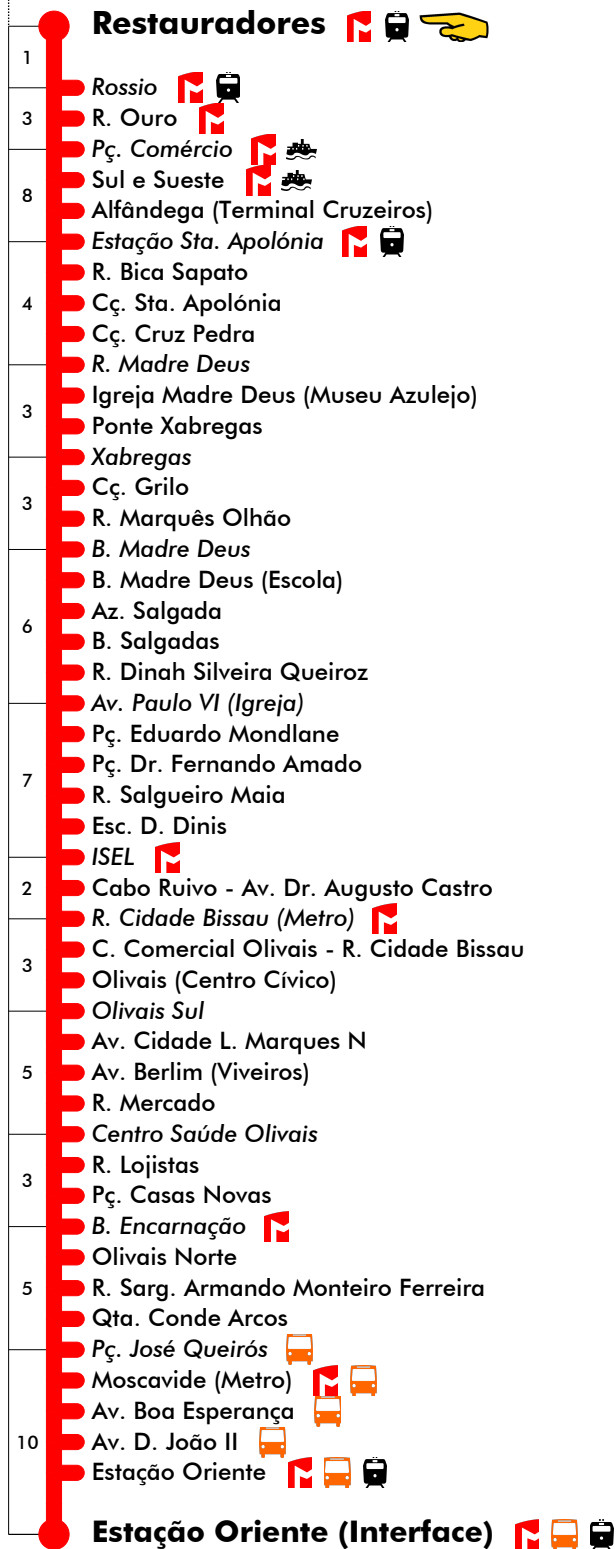 Restauradores
1
Rossio
3
R. Ouro
Pç. Comércio
8
Sul e Sueste
Alfândega (Terminal Cruzeiros)
Estação Sta. Apolónia
R. Bica Sapato
4
Cç. Sta. Apolónia
Cç. Cruz Pedra
R. Madre Deus
3
Igreja Madre Deus (Museu Azulejo)
Ponte Xabregas
Xabregas
3
Cç. Grilo
R. Marquês Olhão
B. Madre Deus
B. Madre Deus (Escola)
6
Az. Salgada
B. Salgadas
R. Dinah Silveira Queiroz
Av. Paulo VI (Igreja)
Pç. Eduardo Mondlane
7
Pç. Dr. Fernando Amado
R. Salgueiro Maia
Esc. D. Dinis
ISEL
2
Cabo Ruivo - Av. Dr. Augusto Castro
R. Cidade Bissau (Metro)
3
C. Comercial Olivais - R. Cidade Bissau
Olivais (Centro Cívico)
Olivais Sul
Av. Cidade L. Marques N
5
Av. Berlim (Viveiros)
R. Mercado
Centro Saúde Olivais
3
R. Lojistas
Pç. Casas Novas
B. Encarnação
Olivais Norte
5
R. Sarg. Armando Monteiro Ferreira
Qta. Conde Arcos
Pç. José Queirós
Moscavide (Metro)
Av. Boa Esperança
10
Av. D. João II
Estação Oriente
Estação Oriente (Interface)